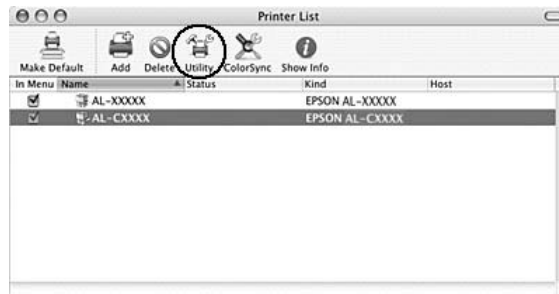 Printer List
Make Default Add Delete Utility ColorSync Show Info
In Menu Name Status Kind Host
AL-XXXXX EPSON AL-XXXXX
AL-CXXXX EPSON AL-CXXXX